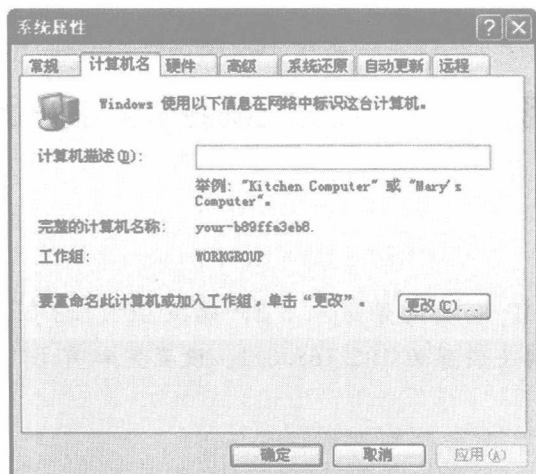 系统属性
常规 计算机名 硬件 高级 系统还原 自动更新 远程
Windows 使用以下信息在网络中标识这台计算机。
计算机描述(D):
举例: "Kitchen Computer" 或 "Mary's
Computer"。
完整的计算机名称: your-b89ffa3eb8.
工作组: WORKGROUP
要重命名此计算机或加入工作组,单击“更改”。 更改(C)...
确定 取消 应用(A)